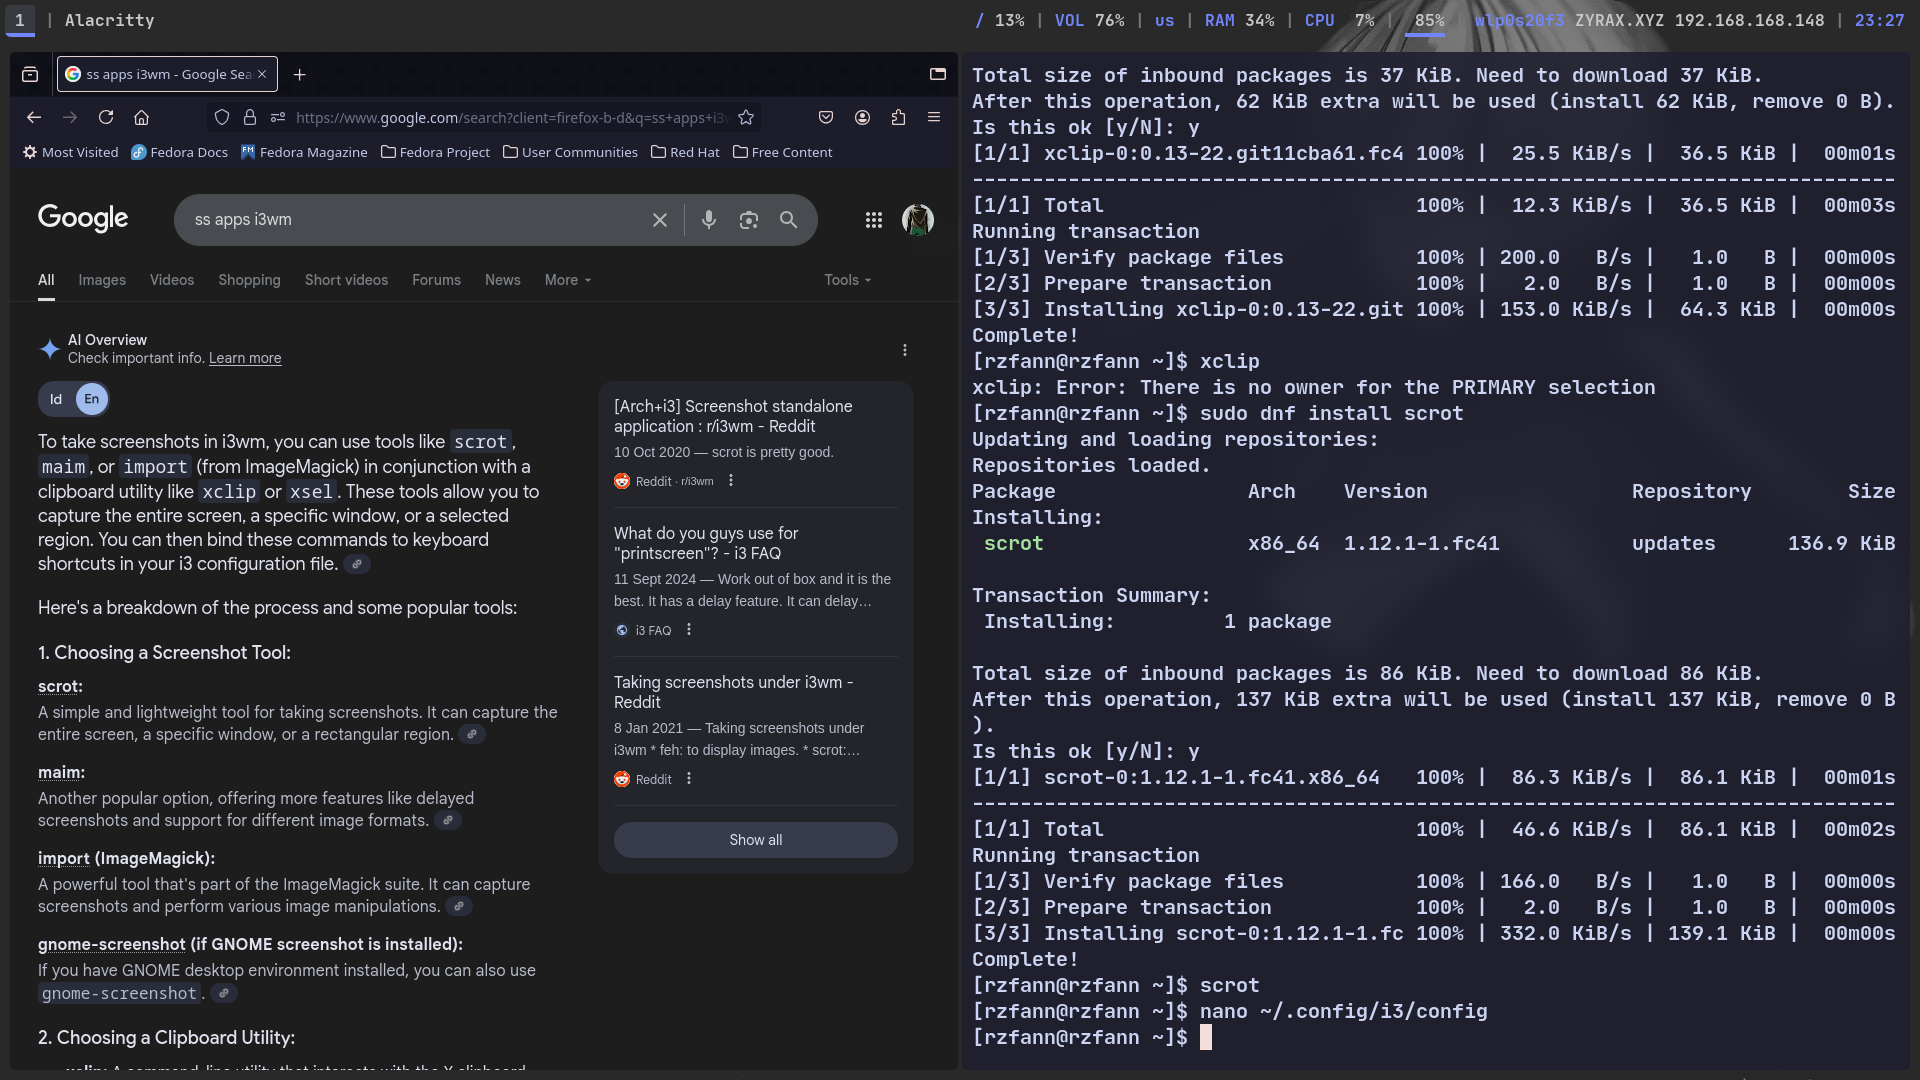 1 | Alacritty
/ 13% | VOL 76% | us | RAM 34% | CPU 7% | 85% | wlp0s20f3 ZYRAX.XYZ 192.168.168.148 | 23:27
ss apps i3wm - Google Sea
https://www.google.com/search?client=firefox-b-d&q=ss+apps+i3w
Most Visited Fedora Docs Fedora Magazine Fedora Project User Communities Red Hat Free Content
Google
ss apps i3wm
All Images Videos Shopping Short videos Forums News More Tools
AI Overview
Check important info. Learn more
Id En
To take screenshots in i3wm, you can use tools like scrot,
maim, or import (from ImageMagick) in conjunction with a
clipboard utility like xclip or xsel. These tools allow you to
capture the entire screen, a specific window, or a selected
region. You can then bind these commands to keyboard
shortcuts in your i3 configuration file.
Here's a breakdown of the process and some popular tools:
1. Choosing a Screenshot Tool:
scrot:
A simple and lightweight tool for taking screenshots. It can capture the
entire screen, a specific window, or a rectangular region.
maim:
Another popular option, offering more features like delayed
screenshots and support for different image formats.
import (ImageMagick):
A powerful tool that's part of the ImageMagick suite. It can capture
screenshots and perform various image manipulations.
gnome-screenshot (if GNOME screenshot is installed):
If you have GNOME desktop environment installed, you can also use
gnome-screenshot.
2. Choosing a Clipboard Utility:
xclip: A command-line utility that interacts with the X clipboard
[Arch+i3] Screenshot standalone
application : r/i3wm - Reddit
10 Oct 2020 — scrot is pretty good.
Reddit · r/i3wm
What do you guys use for
"printscreen"? - i3 FAQ
11 Sept 2024 — Work out of box and it is the
best. It has a delay feature. It can delay…
i3 FAQ
Taking screenshots under i3wm -
Reddit
8 Jan 2021 — Taking screenshots under
i3wm * feh: to display images. * scrot:…
Reddit
Show all
Total size of inbound packages is 37 KiB. Need to download 37 KiB.
After this operation, 62 KiB extra will be used (install 62 KiB, remove 0 B).
Is this ok [y/N]: y
[1/1] xclip-0:0.13-22.git11cba61.fc4 100% | 25.5 KiB/s | 36.5 KiB | 00m01s
-----------------------------------------------------------------------------
[1/1] Total 100% | 12.3 KiB/s | 36.5 KiB | 00m03s
Running transaction
[1/3] Verify package files 100% | 200.0 B/s | 1.0 B | 00m00s
[2/3] Prepare transaction 100% | 2.0 B/s | 1.0 B | 00m00s
[3/3] Installing xclip-0:0.13-22.git 100% | 153.0 KiB/s | 64.3 KiB | 00m00s
Complete!
[rzfann@rzfann ~]$ xclip
xclip: Error: There is no owner for the PRIMARY selection
[rzfann@rzfann ~]$ sudo dnf install scrot
Updating and loading repositories:
Repositories loaded.
Package Arch Version Repository Size
Installing:
scrot x86_64 1.12.1-1.fc41 updates 136.9 KiB
Transaction Summary:
Installing: 1 package
Total size of inbound packages is 86 KiB. Need to download 86 KiB.
After this operation, 137 KiB extra will be used (install 137 KiB, remove 0 B
).
Is this ok [y/N]: y
[1/1] scrot-0:1.12.1-1.fc41.x86_64 100% | 86.3 KiB/s | 86.1 KiB | 00m01s
-----------------------------------------------------------------------------
[1/1] Total 100% | 46.6 KiB/s | 86.1 KiB | 00m02s
Running transaction
[1/3] Verify package files 100% | 166.0 B/s | 1.0 B | 00m00s
[2/3] Prepare transaction 100% | 2.0 B/s | 1.0 B | 00m00s
[3/3] Installing scrot-0:1.12.1-1.fc 100% | 332.0 KiB/s | 139.1 KiB | 00m00s
Complete!
[rzfann@rzfann ~]$ scrot
[rzfann@rzfann ~]$ nano ~/.config/i3/config
[rzfann@rzfann ~]$